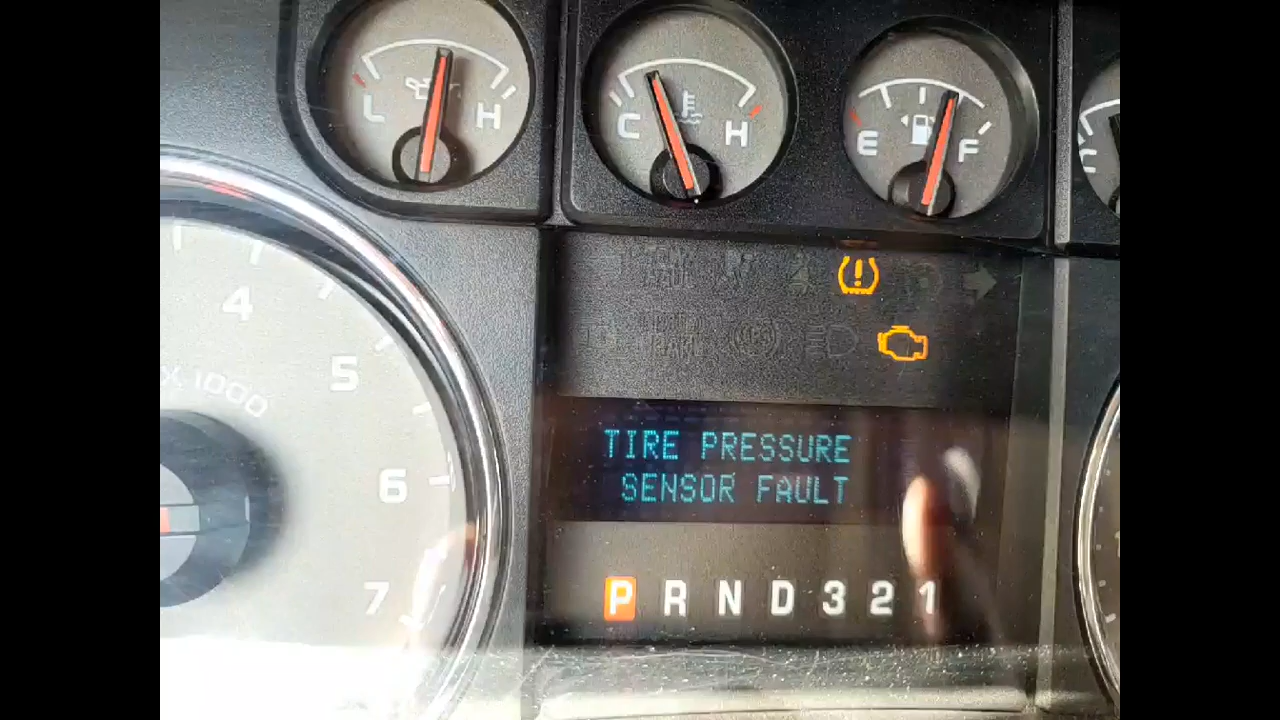 L H
C H
E F
C
4
5
X 1000
6
7
TIRE PRESSURE
SENSOR FAULT
P R N D 3 2 1